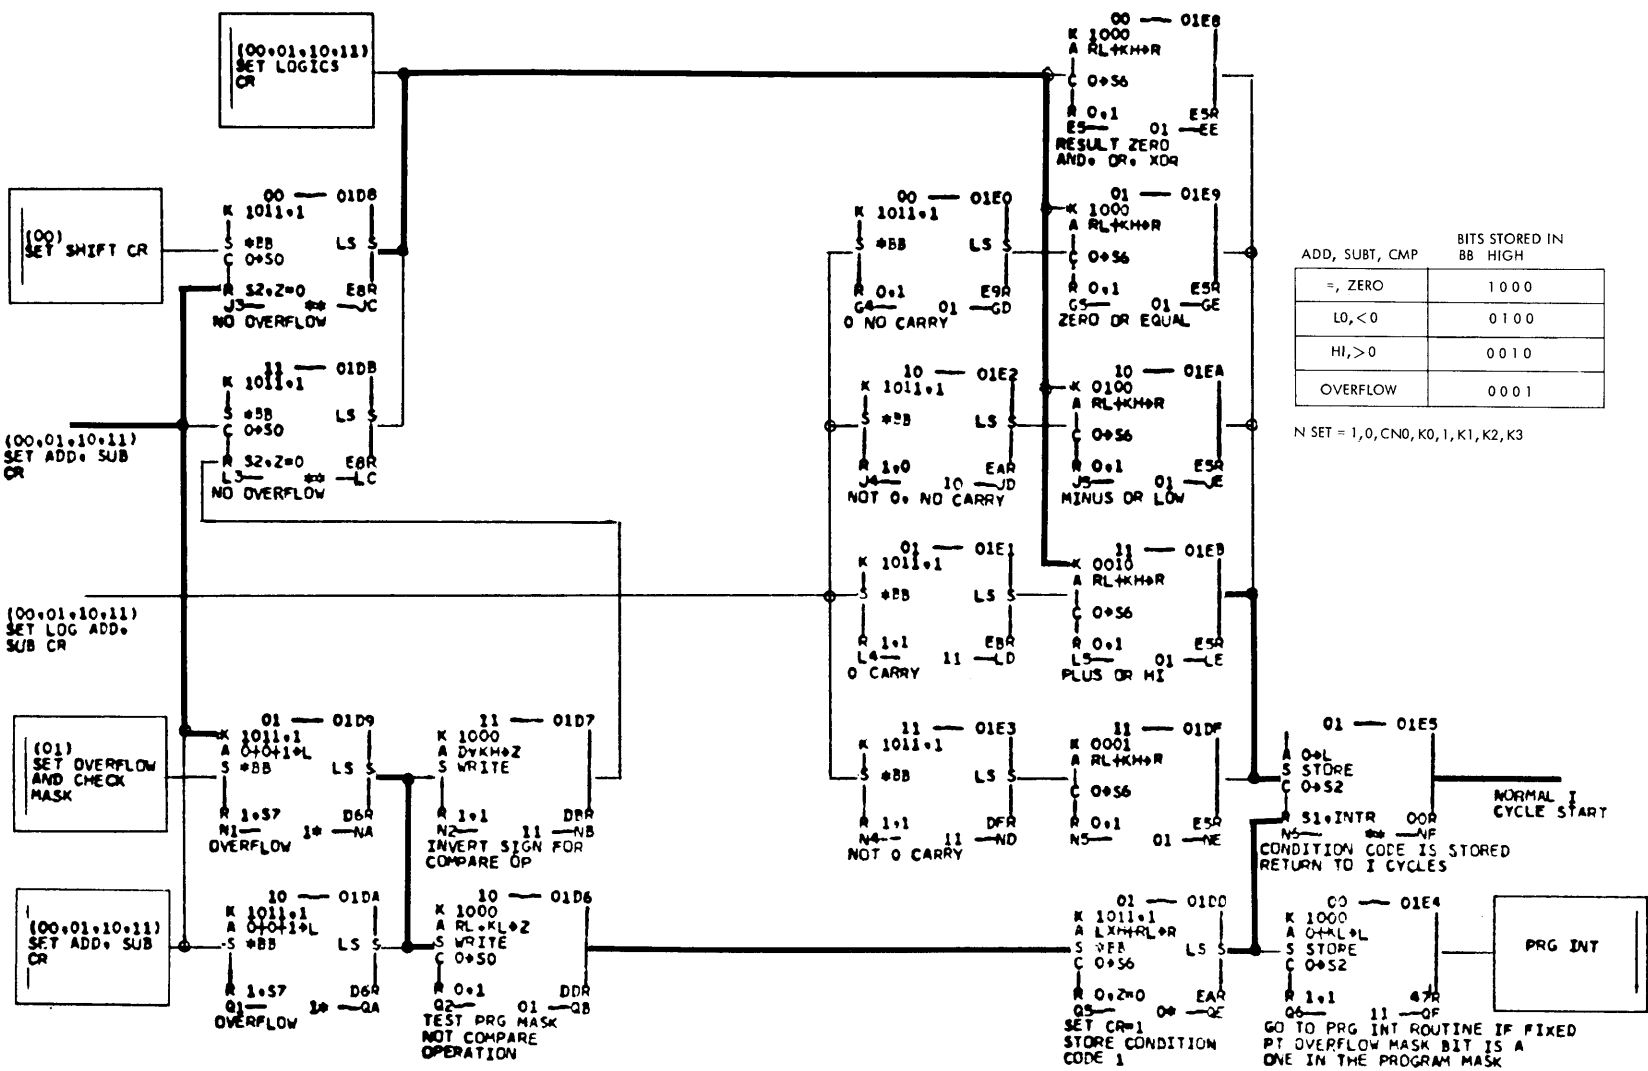 (00,01,10,11)
SET LOGICS
CR
00 — 01E8
K 1000
A RL+KH→R
C 0→S6
R 0,1 E5R
E5— 01 —EE
RESULT ZERO
AND, OR, XOR
(00)
SET SHIFT CR
00 — 01D8
K 1011,1
S *BB LS S
C 0→S0
R S2,Z=0 E8R
J3— ** —JC
NO OVERFLOW
00 — 01E0
K 1011,1
S *BB LS S
R 0,1 E9R
G4— 01 —GD
0 NO CARRY
01 — 01E9
K 1000
A RL+KH→R
C 0→S6
R 0,1 E5R
G5— 01 —GE
ZERO OR EQUAL
ADD, SUBT, CMP
BITS STORED IN
BB HIGH
=, ZERO 1000
LO,<0 0100
HI,>0 0010
OVERFLOW 0001
N SET = 1,0, CN0, K0,1, K1, K2, K3
(00,01,10,11)
SET ADD, SUB
CR
11 — 01DB
K 1011,1
S *BB LS S
C 0→S0
R S2,Z=0 E8R
L3— ** —LC
NO OVERFLOW
10 — 01E2
K 1011,1
S *BB LS S
R 1,0 EAR
J4— 10 —JD
NOT 0, NO CARRY
10 — 01EA
K 0100
A RL+KH→R
C 0→S6
R 0,1 E5R
J5— 01 —JE
MINUS OR LOW
(00,01,10,11)
SET LOG ADD,
SUB CR
01 — 01E1
K 1011,1
S *BB LS S
R 1,1 EBR
L4— 11 —LD
0 CARRY
11 — 01EB
K 0010
A RL+KH→R
C 0→S6
R 0,1 E5R
L5— 01 —LE
PLUS OR HI
(01)
SET OVERFLOW
AND CHECK
MASK
01 — 01D9
K 1011,1
A 0+0+1→L
S *BB LS S
R 1,S7 D6R
N1— 1* —NA
OVERFLOW
11 — 01D7
K 1000
A D∀KH→Z
S WRITE
R 1,1 DBR
N2— 11 —NB
INVERT SIGN FOR
COMPARE OP
11 — 01E3
K 1011,1
S *BB LS S
R 1,1 DFR
N4— 11 —ND
NOT 0 CARRY
11 — 01DF
K 0001
A RL+KH→R
C 0→S6
R 0,1 E5R
N5— 01 —NE
01 — 01E5
A 0→L
S STORE
C 0→S2
R S1,INTR 00R
N6— ** —NF
CONDITION CODE IS STORED
RETURN TO I CYCLES
NORMAL I
CYCLE START
(00,01,10,11)
SET ADD, SUB
CR
10 — 01DA
K 1011,1
A 0+0+1→L
S *BB LS S
R 1,S7 D6R
Q1— 1* —QA
OVERFLOW
10 — 01D6
K 1000
A RL,KL→Z
S WRITE
C 0→S0
R 0,1 DDR
Q2— 01 —QB
TEST PRG MASK
NOT COMPARE
OPERATION
01 — 01DD
K 1011,1
A LXH+RL→R
S *BB LS S
C 0→S6
R 0,Z=0 EAR
Q5— 0* —QE
SET CR=1
STORE CONDITION
CODE 1
00 — 01E4
K 1000
A 0+KL→L
S STORE
C 0→S2
R 1,1 47R
Q6— 11 —QF
GO TO PRG INT ROUTINE IF FIXED
PT OVERFLOW MASK BIT IS A
ONE IN THE PROGRAM MASK
PRG INT